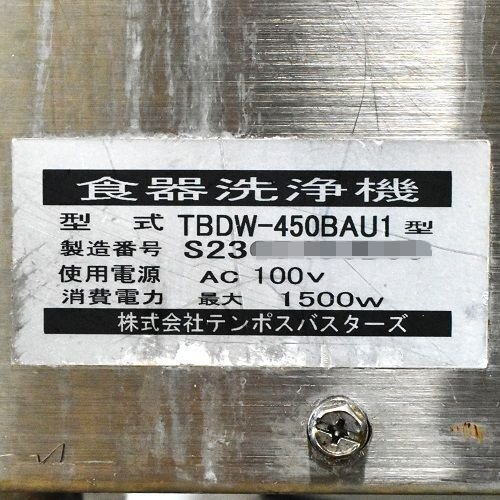 食器洗浄機
型式 TBDW-450BAU1 型
製造番号 S23
使用電源 AC 100V
消費電力 最大 1500W
株式会社テンポスバスターズ